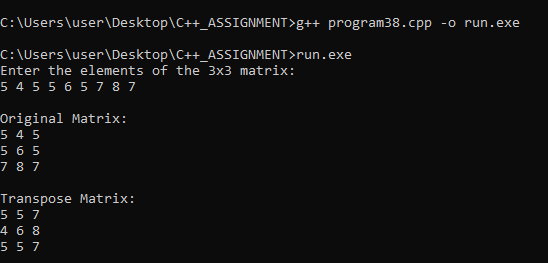 C:\Users\user\Desktop\C++_ASSIGNMENT>g++ program38.cpp -o run.exe
C:\Users\user\Desktop\C++_ASSIGNMENT>run.exe
Enter the elements of the 3x3 matrix:
5 4 5 5 6 5 7 8 7
Original Matrix:
5 4 5
5 6 5
7 8 7
Transpose Matrix:
5 5 7
4 6 8
5 5 7